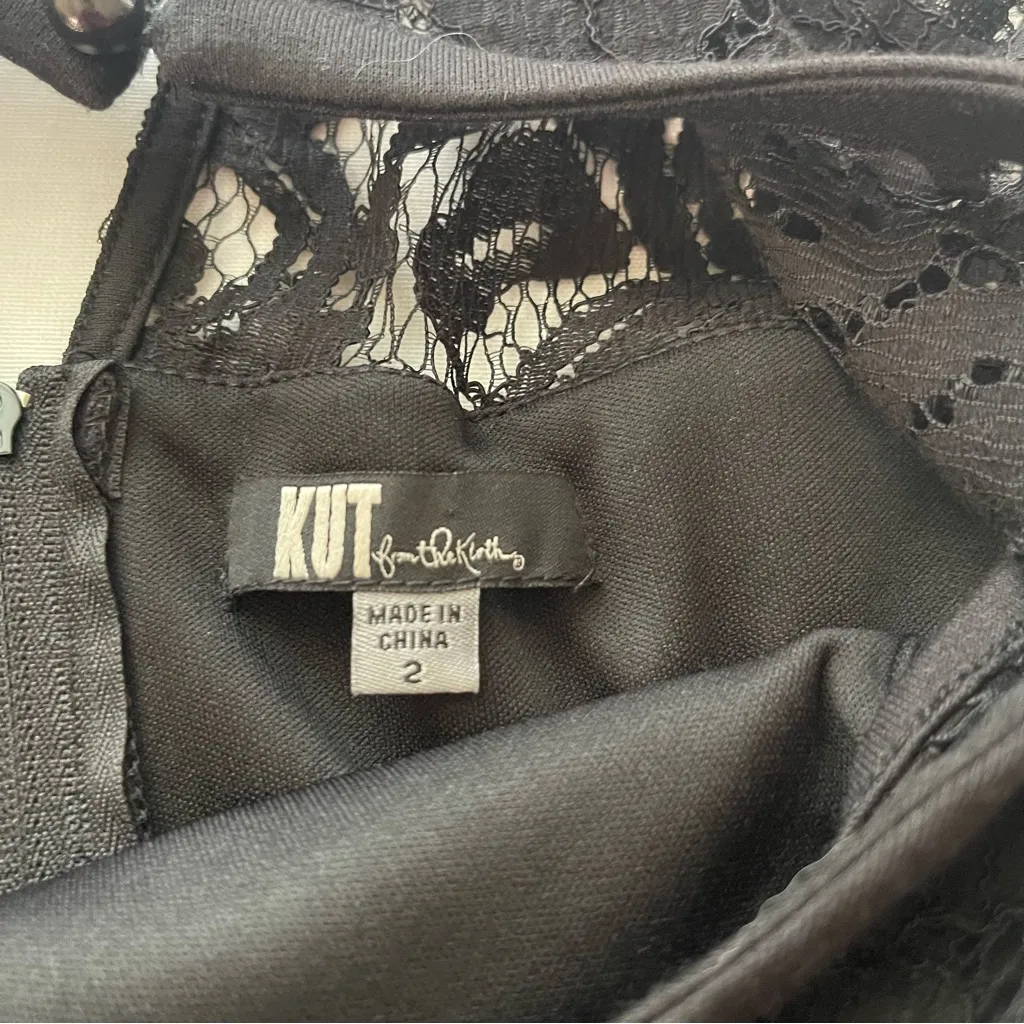 KUT from the Kloth
MADE IN
CHINA
2